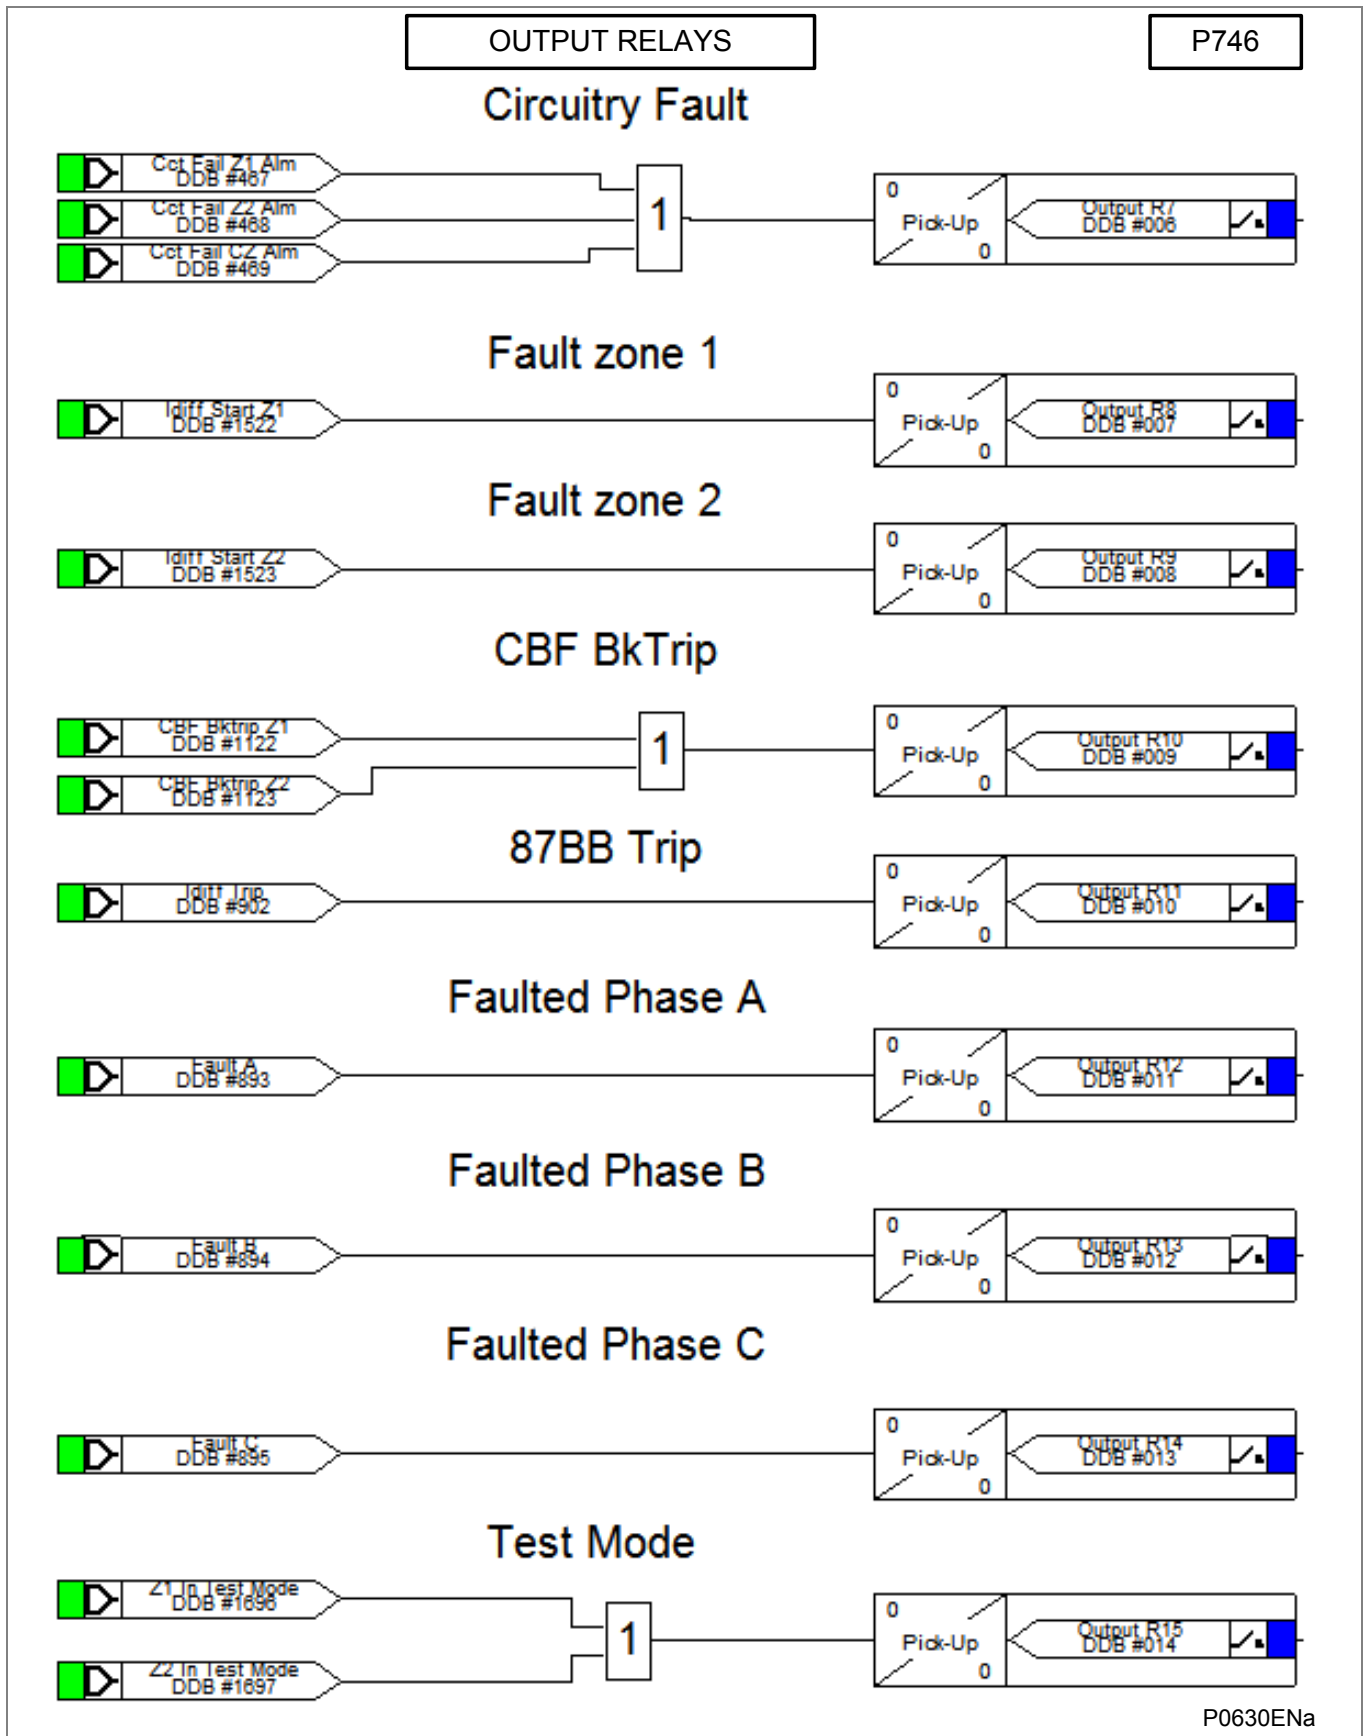 OUTPUT RELAYS
P746
Circuitry Fault
Cct Fail Z1 Alm
DDB #467
Cct Fail Z2 Alm
DDB #468
Cct Fail CZ Alm
DDB #469
1
0
Pick-Up
0
Output R7
DDB #006
Fault zone 1
Idiff Start Z1
DDB #1522
0
Pick-Up
0
Output R8
DDB #007
Fault zone 2
Idiff Start Z2
DDB #1523
0
Pick-Up
0
Output R9
DDB #008
CBF BkTrip
CBF Bktrip Z1
DDB #1122
CBF Bktrip Z2
DDB #1123
1
0
Pick-Up
0
Output R10
DDB #009
87BB Trip
Idiff Trip
DDB #902
0
Pick-Up
0
Output R11
DDB #010
Faulted Phase A
Fault A
DDB #893
0
Pick-Up
0
Output R12
DDB #011
Faulted Phase B
Fault B
DDB #894
0
Pick-Up
0
Output R13
DDB #012
Faulted Phase C
Fault C
DDB #895
0
Pick-Up
0
Output R14
DDB #013
Test Mode
Z1 In Test Mode
DDB #1696
Z2 In Test Mode
DDB #1697
1
0
Pick-Up
0
Output R15
DDB #014
P0630ENa